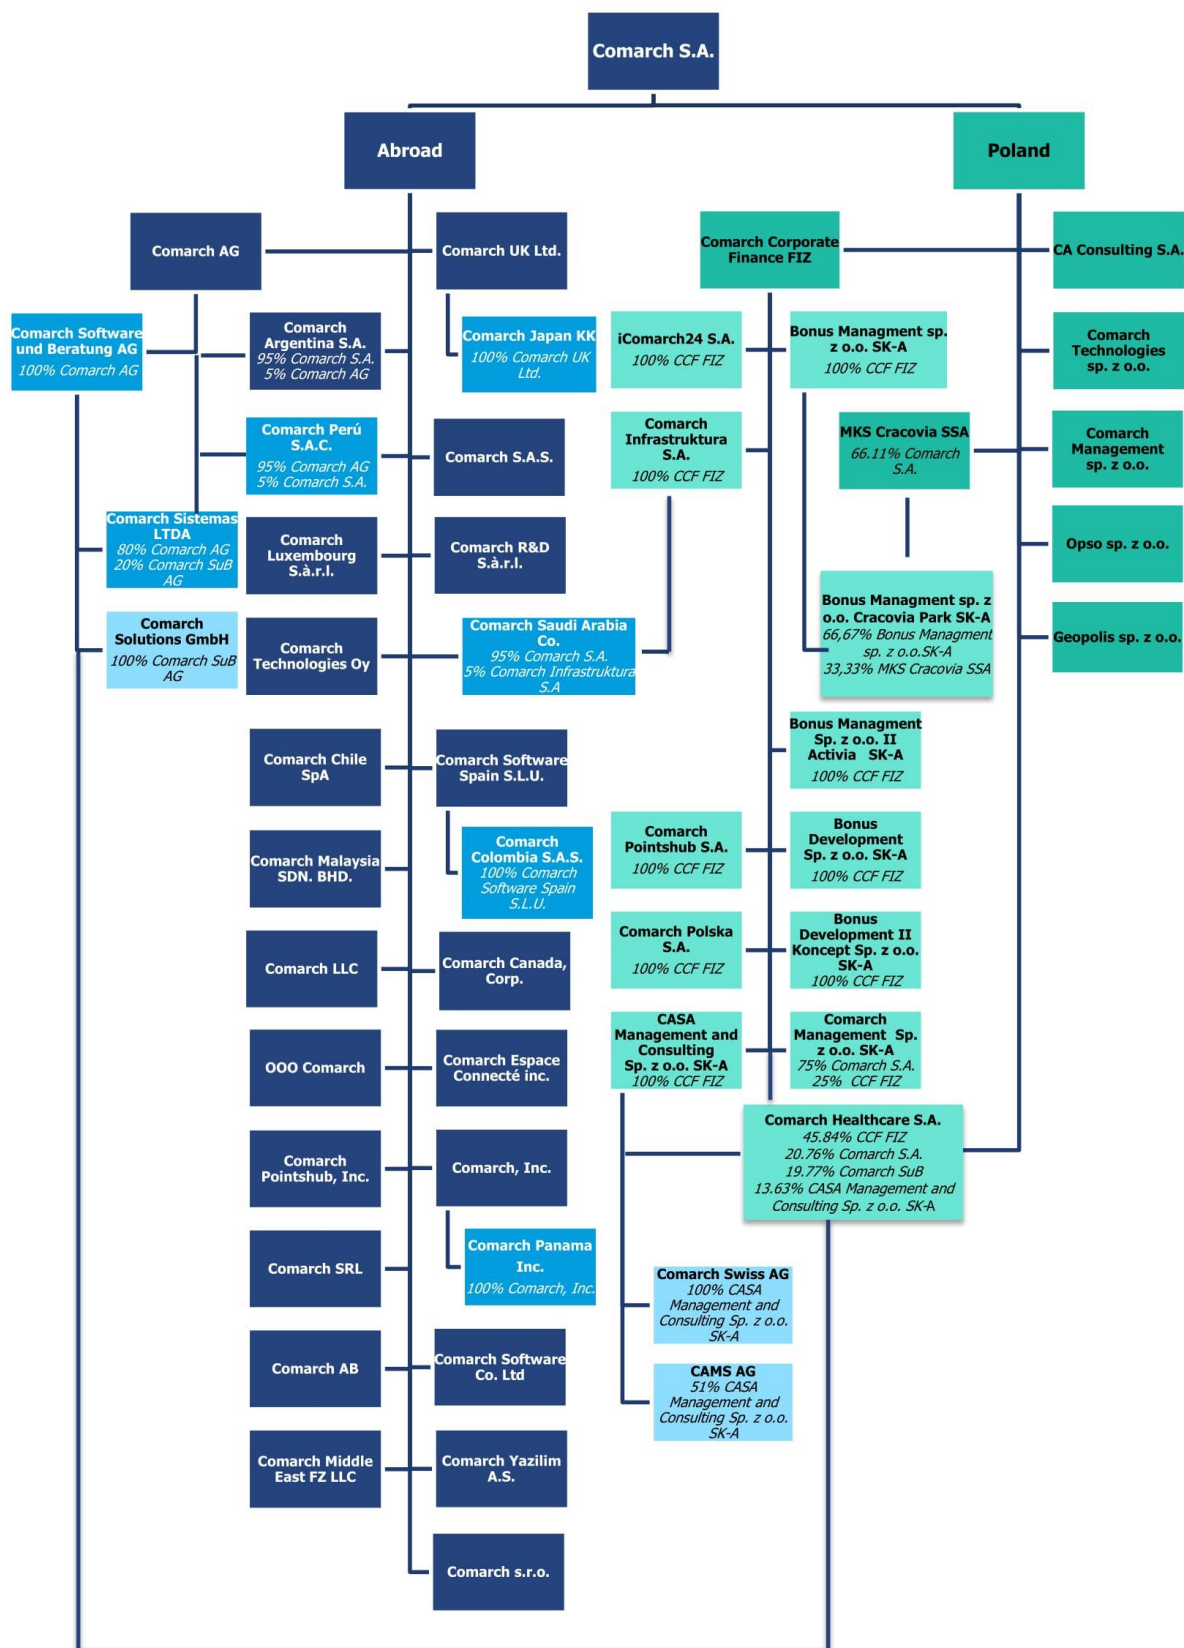 Comarch S.A.
Abroad
Poland
Comarch AG
Comarch UK Ltd.
Comarch Corporate
Finance FIZ
CA Consulting S.A.
Comarch Software
und Beratung AG
100% Comarch AG
Comarch
Argentina S.A.
95% Comarch S.A.
5% Comarch AG
Comarch Japan KK
100% Comarch UK
Ltd.
iComarch24 S.A.
100% CCF FIZ
Bonus Managment sp.
z o.o. SK-A
100% CCF FIZ
Comarch
Technologies
sp. z o.o.
Comarch Perú
S.A.C.
95% Comarch AG
5% Comarch S.A.
Comarch S.A.S.
Comarch
Infrastruktura
S.A.
100% CCF FIZ
MKS Cracovia SSA
66.11% Comarch
S.A.
Comarch
Management
sp. z o.o.
Comarch Sistemas
LTDA
80% Comarch AG
20% Comarch SuB
AG
Comarch
Luxembourg
S.à.r.l.
Comarch R&D
S.à.r.l.
Opso sp. z o.o.
Comarch
Solutions GmbH
100% Comarch SuB
AG
Comarch
Technologies Oy
Comarch Saudi Arabia
Co.
95% Comarch S.A.
5% Comarch Infrastruktura
S.A
Bonus Managment sp. z
o.o. Cracovia Park SK-A
66,67% Bonus Managment
sp. z o.o.SK-A
33,33% MKS Cracovia SSA
Geopolis sp. z o.o.
Comarch Chile
SpA
Comarch Software
Spain S.L.U.
Bonus Managment
Sp. z o.o. II
Activia SK-A
100% CCF FIZ
Comarch Malaysia
SDN. BHD.
Comarch
Colombia S.A.S.
100% Comarch
Software Spain
S.L.U.
Comarch
Pointshub S.A.
100% CCF FIZ
Bonus
Development
Sp. z o.o. SK-A
100% CCF FIZ
Comarch LLC
Comarch Canada,
Corp.
Comarch Polska
S.A.
100% CCF FIZ
Bonus
Development II
Koncept Sp. z o.o.
SK-A
100% CCF FIZ
OOO Comarch
Comarch Espace
Connecté inc.
CASA
Management and
Consulting
Sp. z o.o. SK-A
100% CCF FIZ
Comarch
Management Sp.
z o.o. SK-A
75% Comarch S.A.
25% CCF FIZ
Comarch
Pointshub, Inc.
Comarch, Inc.
Comarch Healthcare S.A.
45.84% CCF FIZ
20.76% Comarch S.A.
19.77% Comarch SuB
13.63% CASA Management and
Consulting Sp. z o.o. SK-A
Comarch SRL
Comarch Panama
Inc.
100% Comarch, Inc.
Comarch Swiss AG
100% CASA
Management and
Consulting Sp. z o.o.
SK-A
Comarch AB
Comarch Software
Co. Ltd
CAMS AG
51% CASA
Management and
Consulting Sp. z o.o.
SK-A
Comarch Middle
East FZ LLC
Comarch Yazilim
A.S.
Comarch s.r.o.